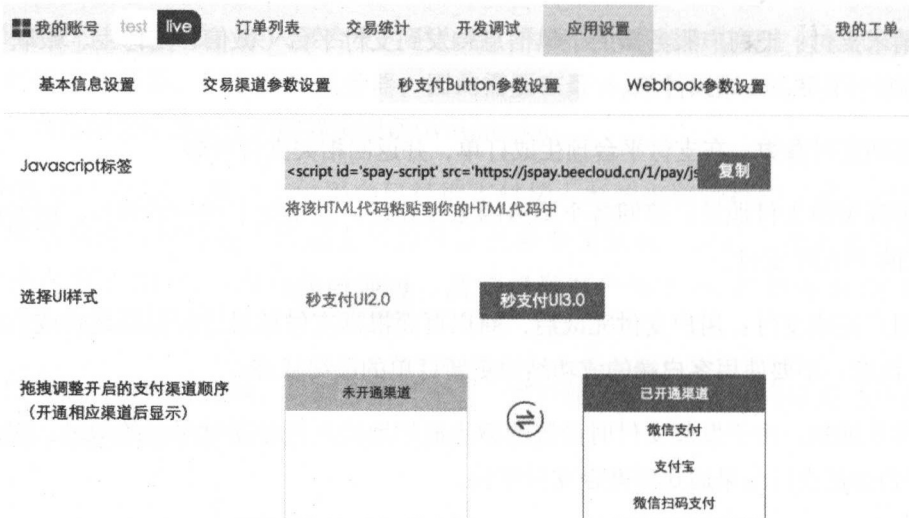 我的账号 test live 订单列表 交易统计 开发调试 应用设置 我的工单
基本信息设置 交易渠道参数设置 秒支付Button参数设置 Webhook参数设置
Javascript标签
<script id='spay-script' src='https://jspay.beecloud.cn/1/pay/js 复制
将该HTML代码粘贴到你的HTML代码中
选择UI样式 秒支付UI2.0 秒支付UI3.0
拖拽调整开启的支付渠道顺序 未开通渠道 已开通渠道
(开通相应渠道后显示) 微信支付
支付宝
微信扫码支付